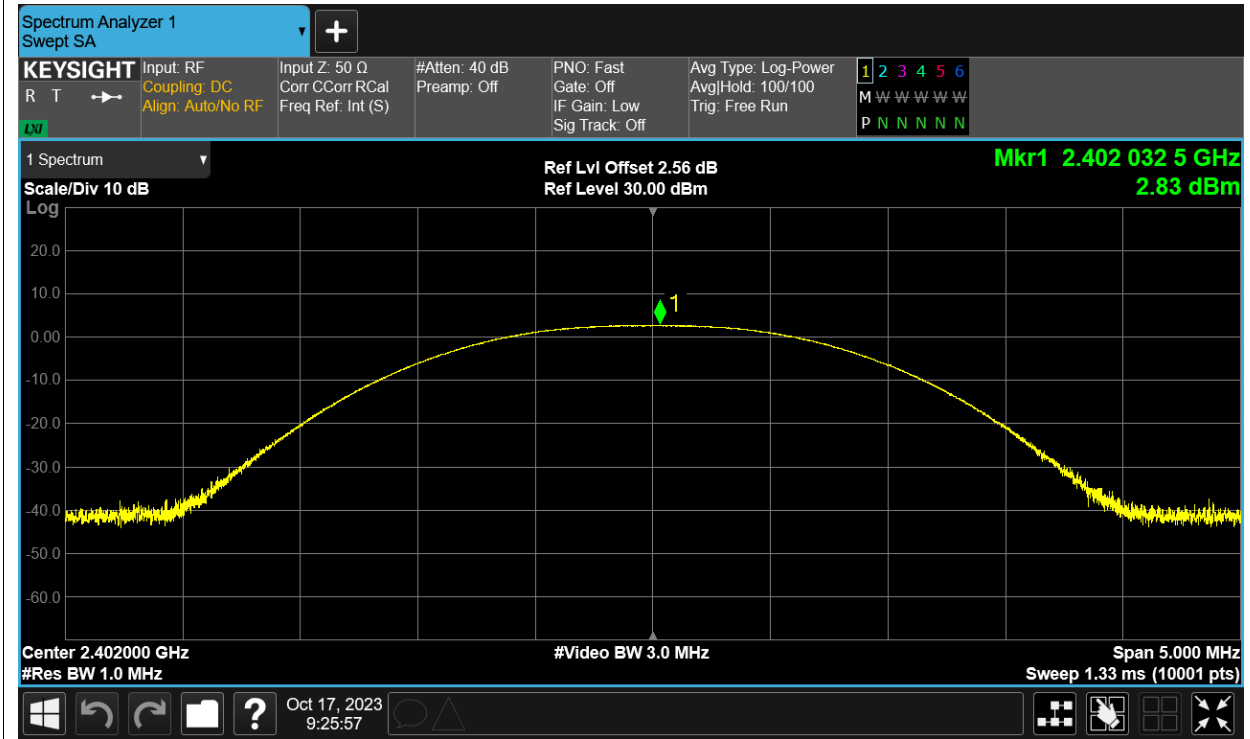 Spectrum Analyzer 1
Swept SA
+
KEYSIGHT
R T
LXI
Input: RF
Coupling: DC
Align: Auto/No RF
Input Z: 50 Ω
Corr CCorr RCal
Freq Ref: Int (S)
#Atten: 40 dB
Preamp: Off
PNO: Fast
Gate: Off
IF Gain: Low
Sig Track: Off
Avg Type: Log-Power
Avg|Hold: 100/100
Trig: Free Run
1 2 3 4 5 6
M W W W W W
P N N N N N
1 Spectrum
Scale/Div 10 dB
Log
Ref Lvl Offset 2.56 dB
Ref Level 30.00 dBm
Mkr1 2.402 032 5 GHz
2.83 dBm
20.0
10.0
1
0.00
-10.0
-20.0
-30.0
-40.0
-50.0
-60.0
Center 2.402000 GHz
#Res BW 1.0 MHz
#Video BW 3.0 MHz
Span 5.000 MHz
Sweep 1.33 ms (10001 pts)
?
Oct 17, 2023
9:25:57